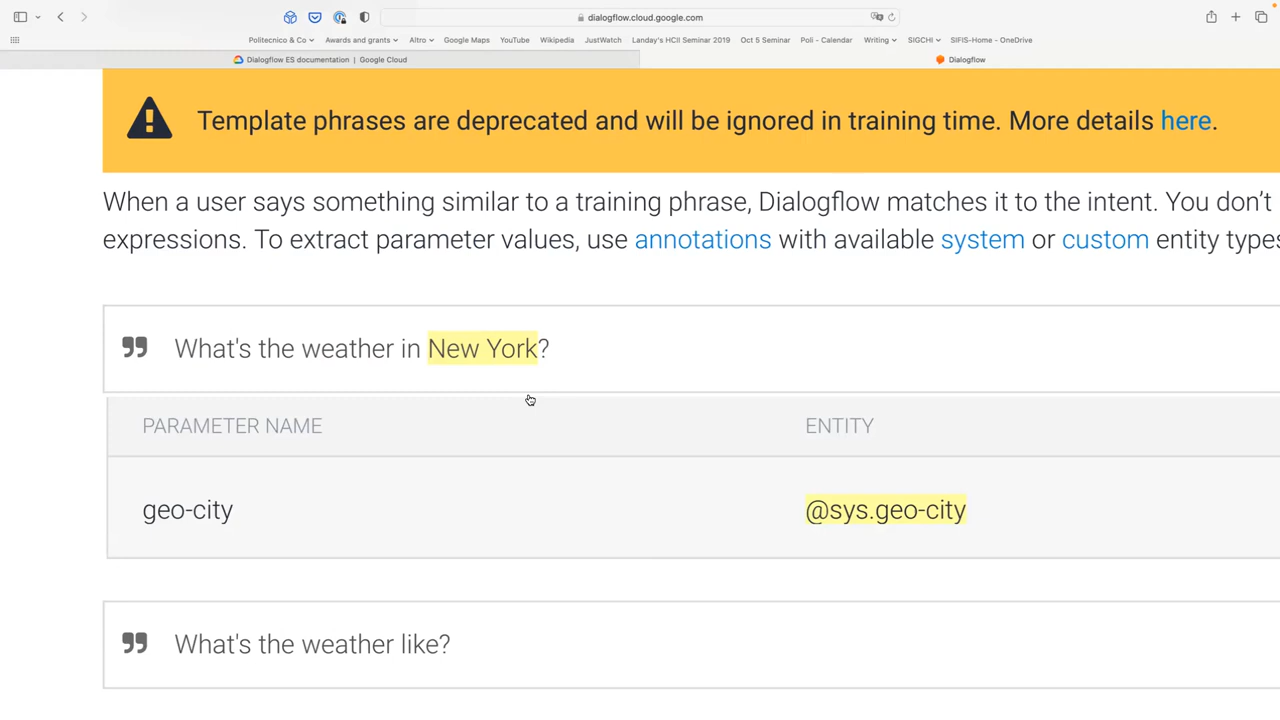 dialogflow.cloud.google.com
Politecnico & Co Awards and grants Altro Google Maps YouTube Wikipedia JustWatch Landay's HCII Seminar 2019 Oct 5 Seminar Poli - Calendar Writing SIGCHI SIFIS-Home - OneDrive
Dialogflow ES documentation | Google Cloud Dialogflow
Template phrases are deprecated and will be ignored in training time. More details here.
When a user says something similar to a training phrase, Dialogflow matches it to the intent. You don’t
expressions. To extract parameter values, use annotations with available system or custom entity types
What's the weather in New York?
PARAMETER NAME ENTITY
geo-city @sys.geo-city
What's the weather like?